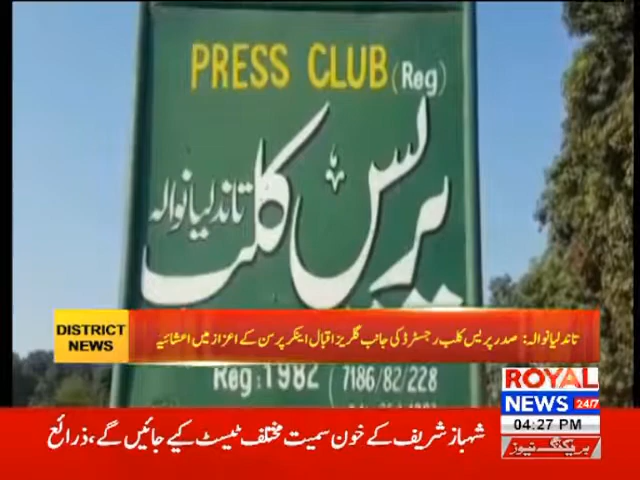 PRESS CLUB (Reg)
پریس کلب
تاندلیانوالہ
DISTRICT NEWS
تاندلیانوالہ: صدر پریس کلب رجسٹرڈ کی جانب گلریز اقبال اینکر پرسن کے اعزاز میں اعشائیہ
Reg: 1982 / 7186/82/228
ROYAL
NEWS 24/7
04:27 PM
بریکنگ نیوز
شہباز شریف کے خون سمیت مختلف ٹیسٹ کیے جائیں گے، ذرائع